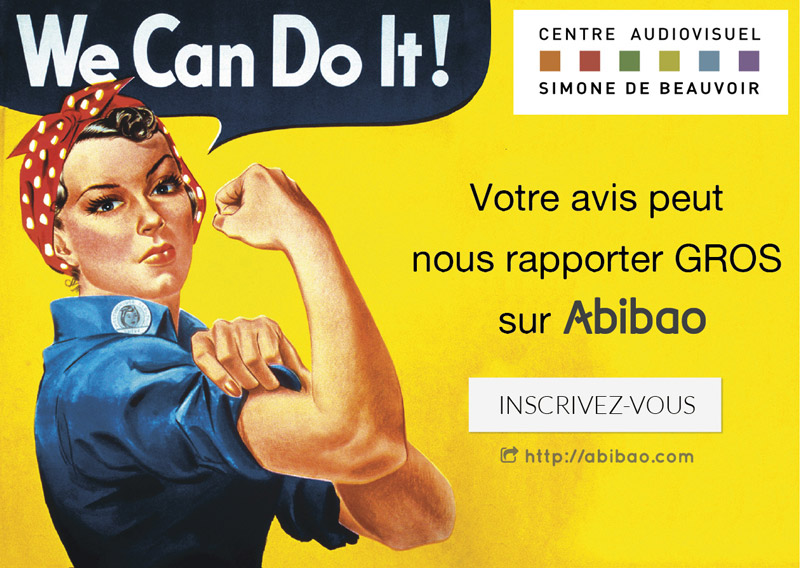 We Can Do It!
CENTRE AUDIOVISUEL
SIMONE DE BEAUVOIR
Votre avis peut
nous rapporter GROS
sur Abibao
INSCRIVEZ-VOUS
http://abibao.com